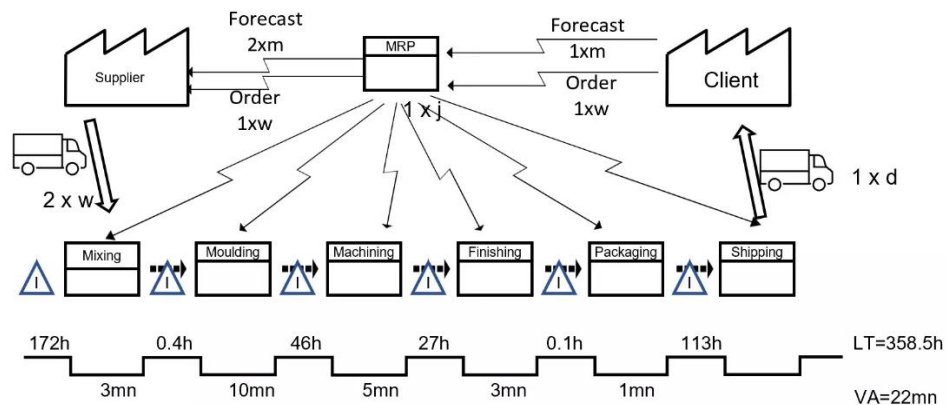 Forecast
2xm
MRP
Forecast
1xm
Supplier
Client
Order
1xw
1 x j
Order
1xw
2 x w
1 x d
Mixing
Moulding
Machining
Finishing
Packaging
Shipping
I
I
I
I
I
I
172h
0.4h
46h
27h
0.1h
113h
LT=358.5h
3mn
10mn
5mn
3mn
1mn
VA=22mn